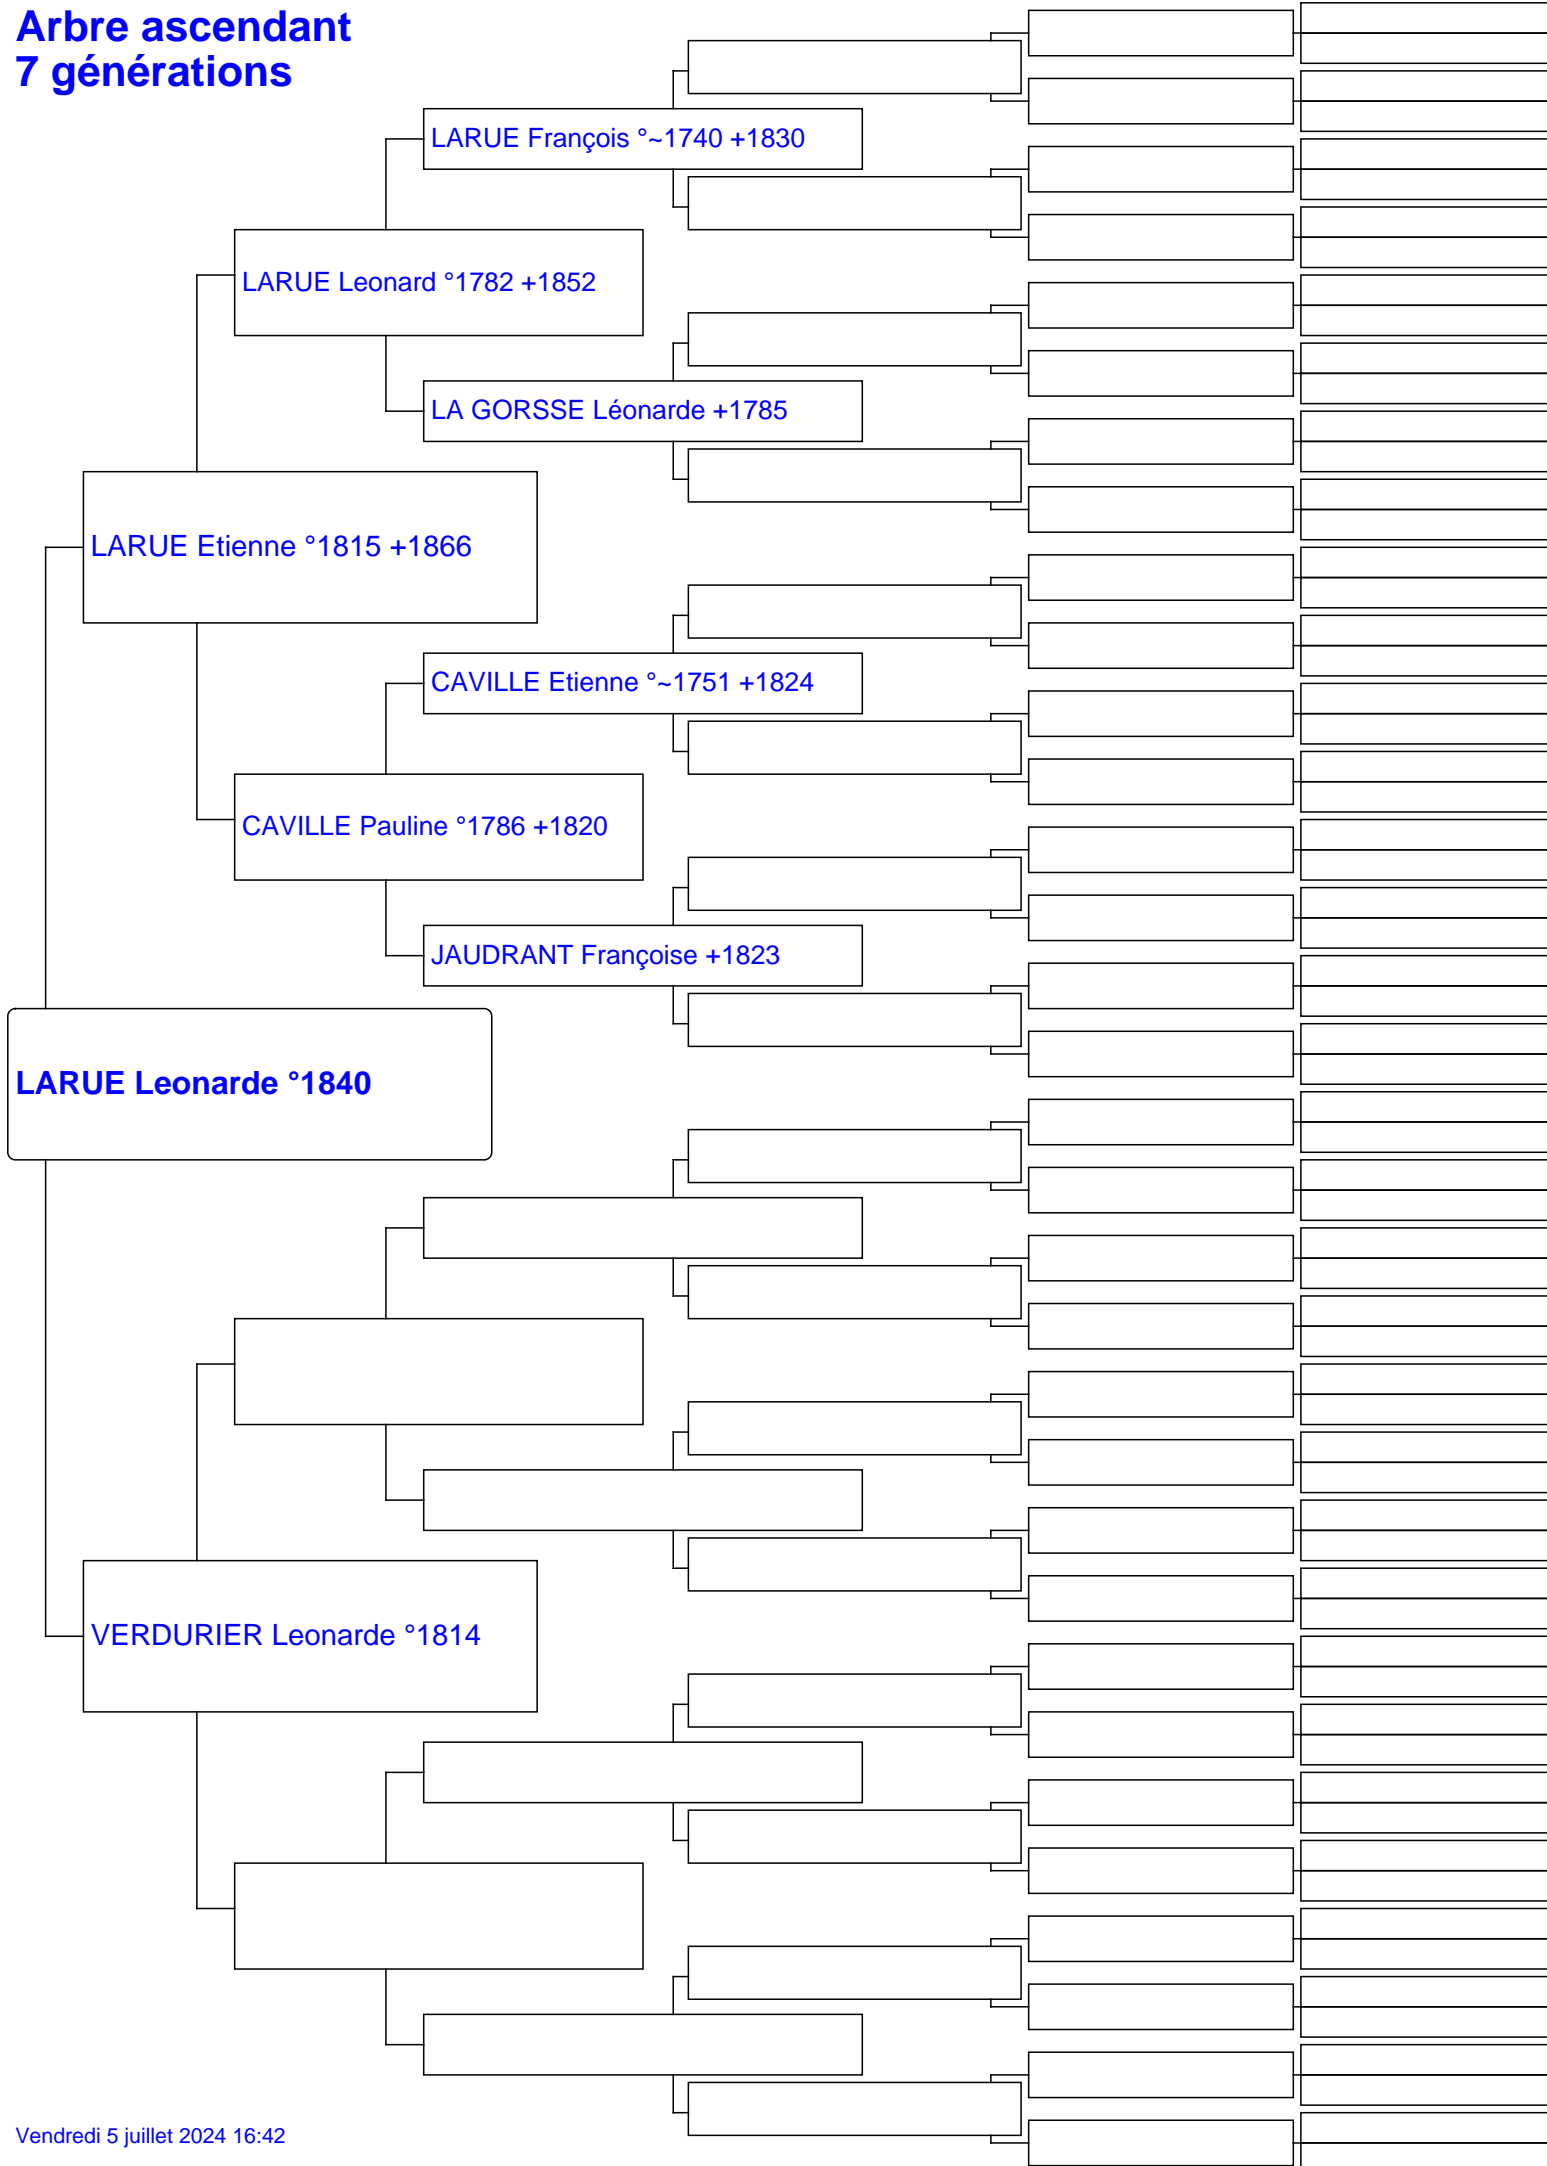 Arbre ascendant
7 générations
LARUE François °~1740 +1830
LARUE Leonard °1782 +1852
LA GORSSE Léonarde +1785
LARUE Etienne °1815 +1866
CAVILLE Etienne °~1751 +1824
CAVILLE Pauline °1786 +1820
JAUDRANT Françoise +1823
LARUE Leonarde °1840
VERDURIER Leonarde °1814
Vendredi 5 juillet 2024 16:42